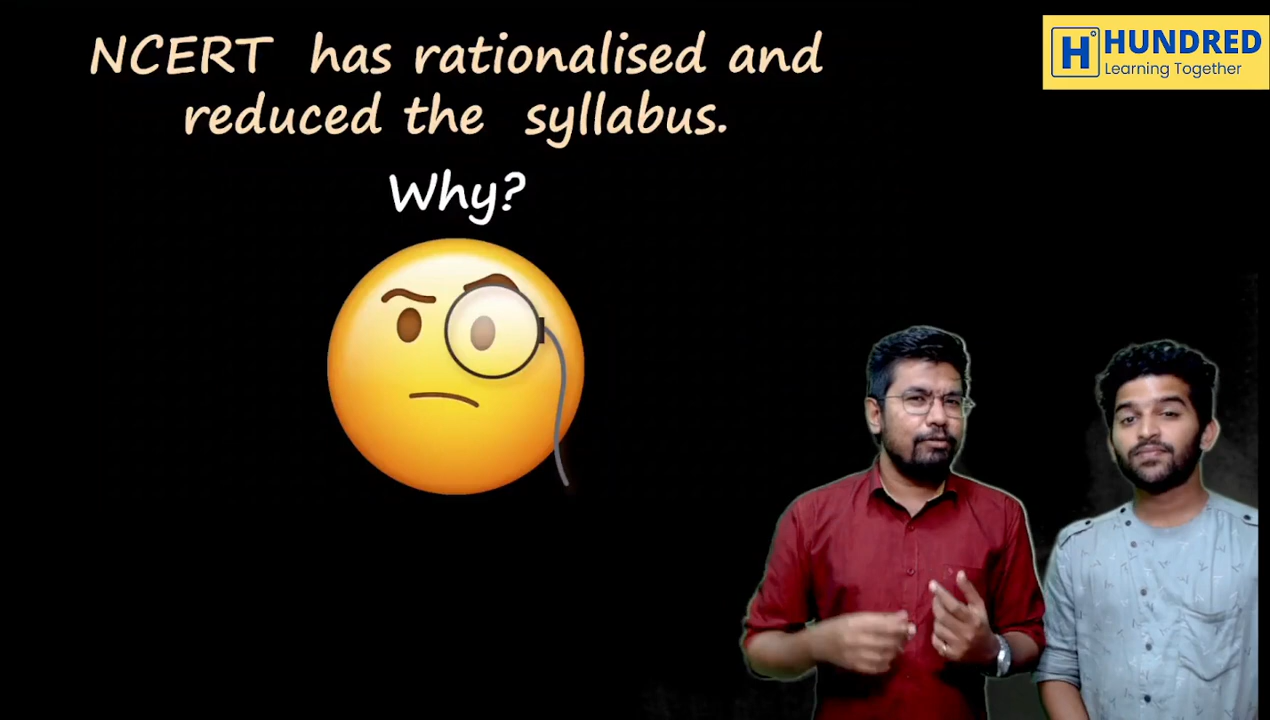 NCERT has rationalised and
reduced the syllabus.
Why?
H
HUNDRED
Learning Together